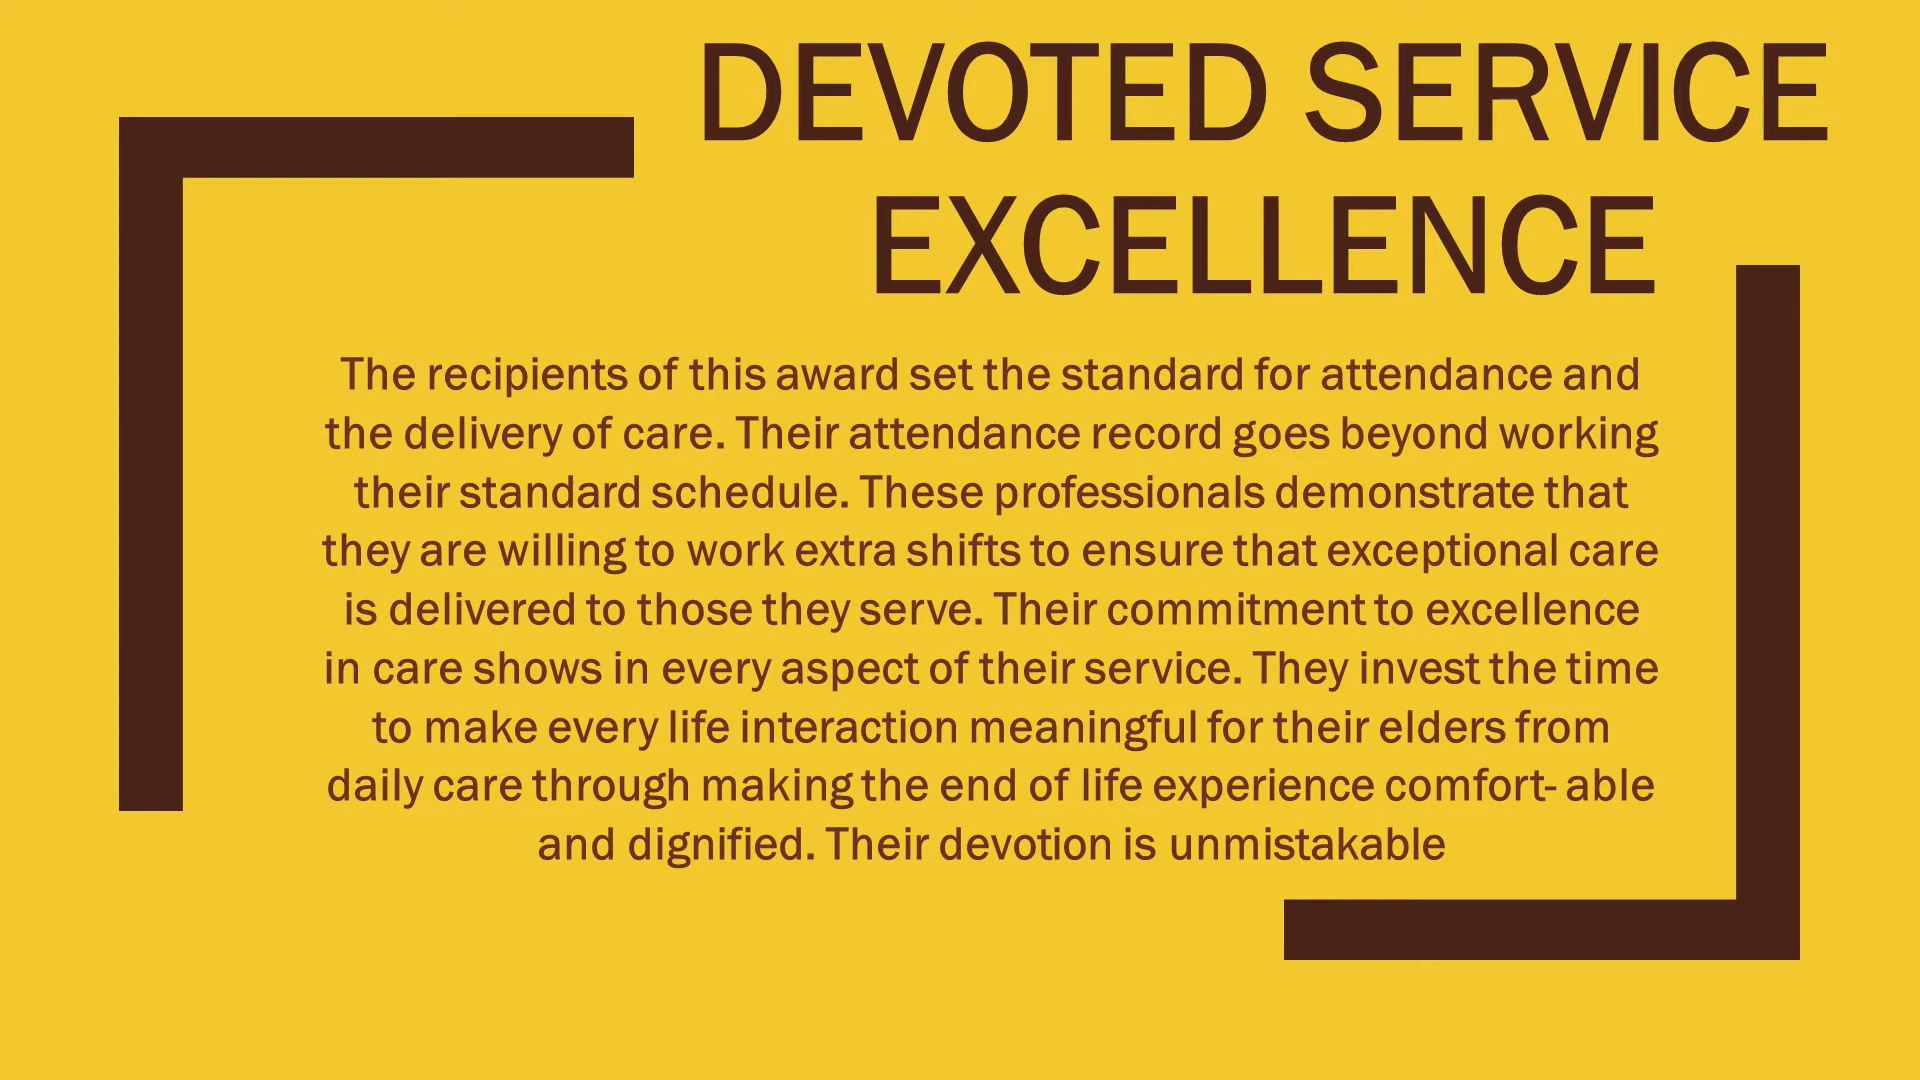 DEVOTED SERVICE
EXCELLENCE
The recipients of this award set the standard for attendance and
the delivery of care. Their attendance record goes beyond working
their standard schedule. These professionals demonstrate that
they are willing to work extra shifts to ensure that exceptional care
is delivered to those they serve. Their commitment to excellence
in care shows in every aspect of their service. They invest the time
to make every life interaction meaningful for their elders from
daily care through making the end of life experience comfort- able
and dignified. Their devotion is unmistakable